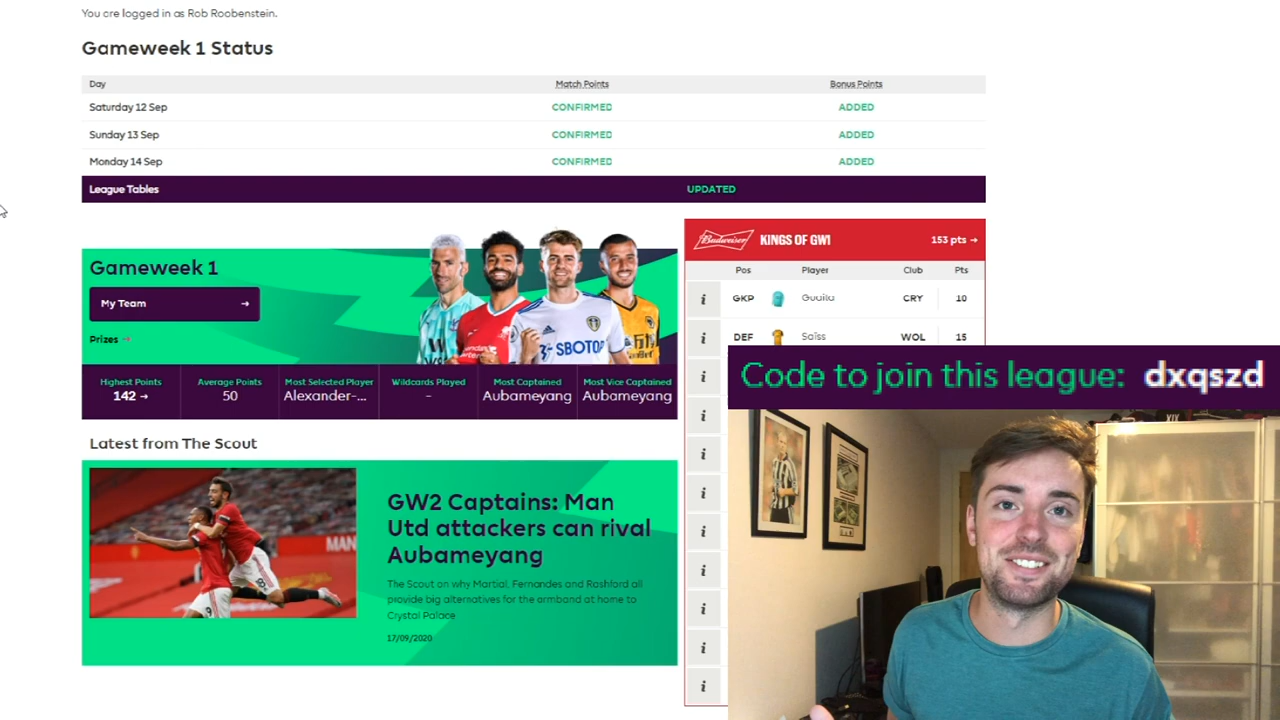 You are logged in as Rob Roobenstein.
Gameweek 1 Status
Day Match Points Bonus Points
Saturday 12 Sep CONFIRMED ADDED
Sunday 13 Sep CONFIRMED ADDED
Monday 14 Sep CONFIRMED ADDED
League Tables UPDATED
Gameweek 1
My Team →
Prizes →
SBOTOP
Highest Points Average Points Most Selected Player Wildcards Played Most Captained Most Vice Captained
142 → 50 Alexander-... - Aubameyang Aubameyang
Latest from The Scout
MAN
GW2 Captains: Man
Utd attackers can rival
Aubameyang
The Scout on why Martial, Fernandes and Rashford all
provide big alternatives for the armband at home to
Crystal Palace
17/09/2020
Budweiser KINGS OF GW1 153 pts →
Pos Player Club Pts
i GKP Guaita CRY 10
i DEF Saïss WOL 15
i
i
i
i
i
i
i
i
i
Code to join this league: dxqszd
XIX